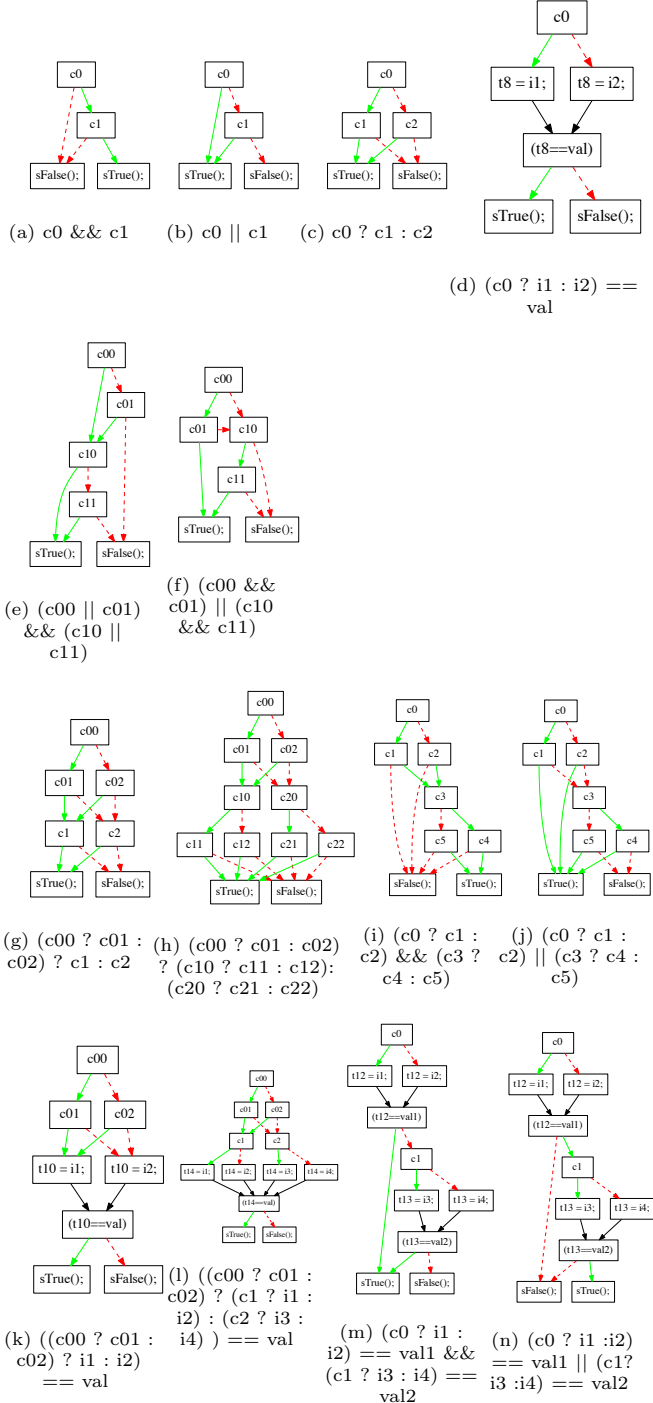 c0
c1
sFalse();
sTrue();
(a) c0 && c1
c0
c1
sTrue();
sFalse();
(b) c0 || c1
c0
c1
c2
sTrue();
sFalse();
(c) c0 ? c1 : c2
c0
t8 = i1;
t8 = i2;
(t8==val)
sTrue();
sFalse();
(d) (c0 ? i1 : i2) ==
val
c00
c01
c10
c11
sTrue();
sFalse();
(e) (c00 || c01)
&& (c10 ||
c11)
c00
c01
c10
c11
sTrue();
sFalse();
(f) (c00 &&
c01) || (c10
&& c11)
c00
c01
c02
c1
c2
sTrue();
sFalse();
(g) (c00 ? c01 :
c02) ? c1 : c2
c00
c01
c02
c10
c20
c11
c12
c21
c22
sTrue();
sFalse();
(h) (c00 ? c01 : c02)
? (c10 ? c11 : c12):
(c20 ? c21 : c22)
c0
c1
c2
c3
c5
c4
sFalse();
sTrue();
(i) (c0 ? c1 :
c2) && (c3 ?
c4 : c5)
c0
c1
c2
c3
c5
c4
sTrue();
sFalse();
(j) (c0 ? c1 :
c2) || (c3 ? c4 :
c5)
c00
c01
c02
t10 = i1;
t10 = i2;
(t10==val)
sTrue();
sFalse();
(k) ((c00 ? c01 :
c02) ? i1 : i2)
== val
c00
c01
c02
c1
c2
t14 = i1;
t14 = i2;
t14 = i3;
t14 = i4;
(t14==val)
sTrue();
sFalse();
(l) ((c00 ? c01 :
c02) ? (c1 ? i1 :
i2) : (c2 ? i3 :
i4) ) == val
c0
t12 = i1;
t12 = i2;
(t12==val1)
c1
t13 = i3;
t13 = i4;
(t13==val2)
sTrue();
sFalse();
(m) (c0 ? i1 :
i2) == val1 &&
(c1 ? i3 : i4) ==
val2
c0
t12 = i1;
t12 = i2;
(t12==val1)
c1
t13 = i3;
t13 = i4;
(t13==val2)
sFalse();
sTrue();
(n) (c0 ? i1 :i2)
== val1 || (c1?
i3 :i4) == val2